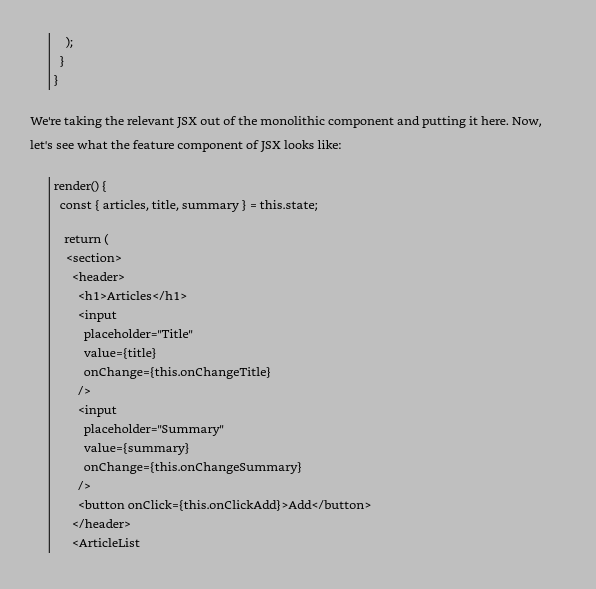 );
}
}
We're taking the relevant JSX out of the monolithic component and putting it here. Now,
let's see what the feature component of JSX looks like:
render() {
const { articles, title, summary } = this.state;
return (
<section>
<header>
<h1>Articles</h1>
<input
placeholder="Title"
value={title}
onChange={this.onChangeTitle}
/>
<input
placeholder="Summary"
value={summary}
onChange={this.onChangeSummary}
/>
<button onClick={this.onClickAdd}>Add</button>
</header>
<ArticleList